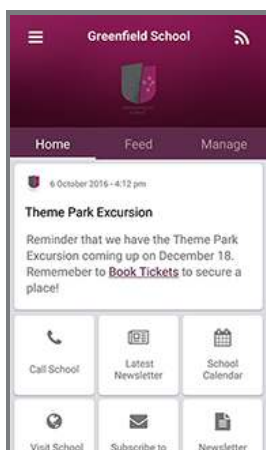 Greenfield School
Home Feed Manage
6 October 2016 - 4:12 pm
Theme Park Excursion
Reminder that we have the Theme Park
Excursion coming up on December 18.
Rememeber to Book Tickets to secure a
place!
Call School
Latest
Newsletter
School
Calendar
Visit School
Subscribe to
Newsletter